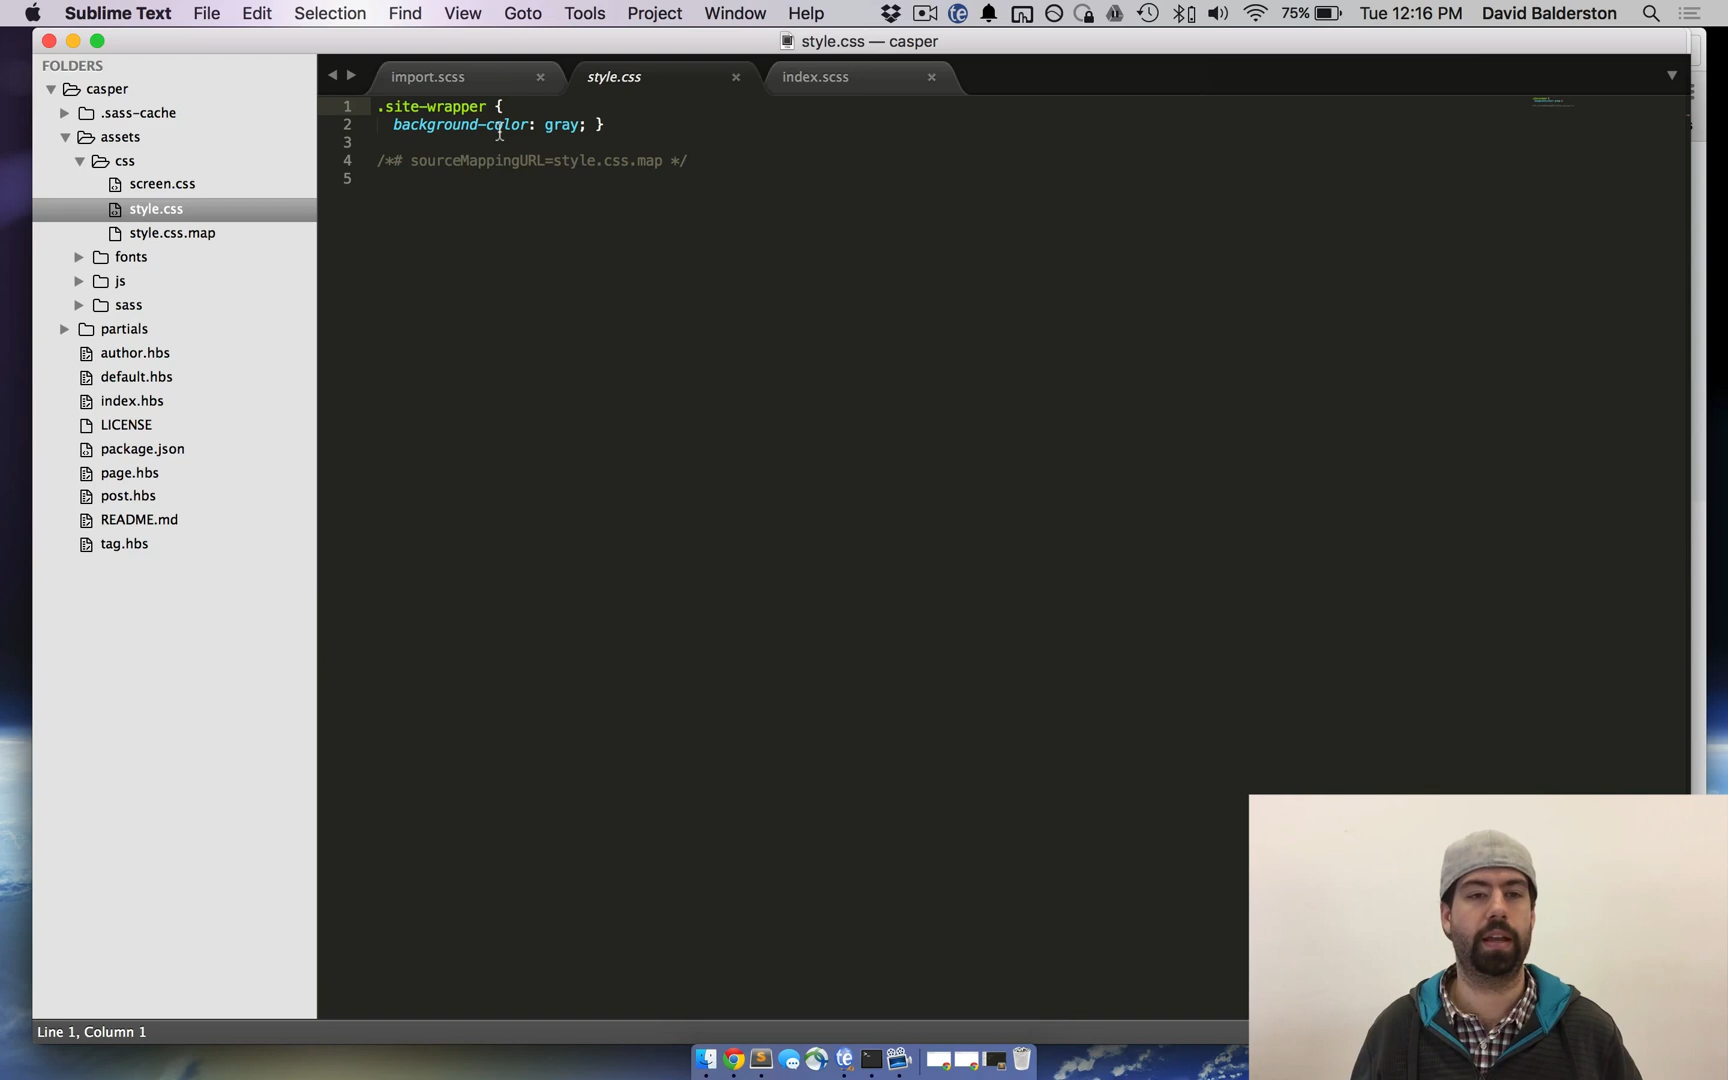 Sublime Text File Edit Selection Find View Goto Tools Project Window Help 75% Tue 12:16 PM David Balderston
style.css — casper
FOLDERS
casper
.sass-cache
assets
css
screen.css
style.css
style.css.map
fonts
js
sass
partials
author.hbs
default.hbs
index.hbs
LICENSE
package.json
page.hbs
post.hbs
README.md
tag.hbs
import.scss style.css index.scss
1 .site-wrapper {
2 background-color: gray; }
3
4 /*# sourceMappingURL=style.css.map */
5
Line 1, Column 1